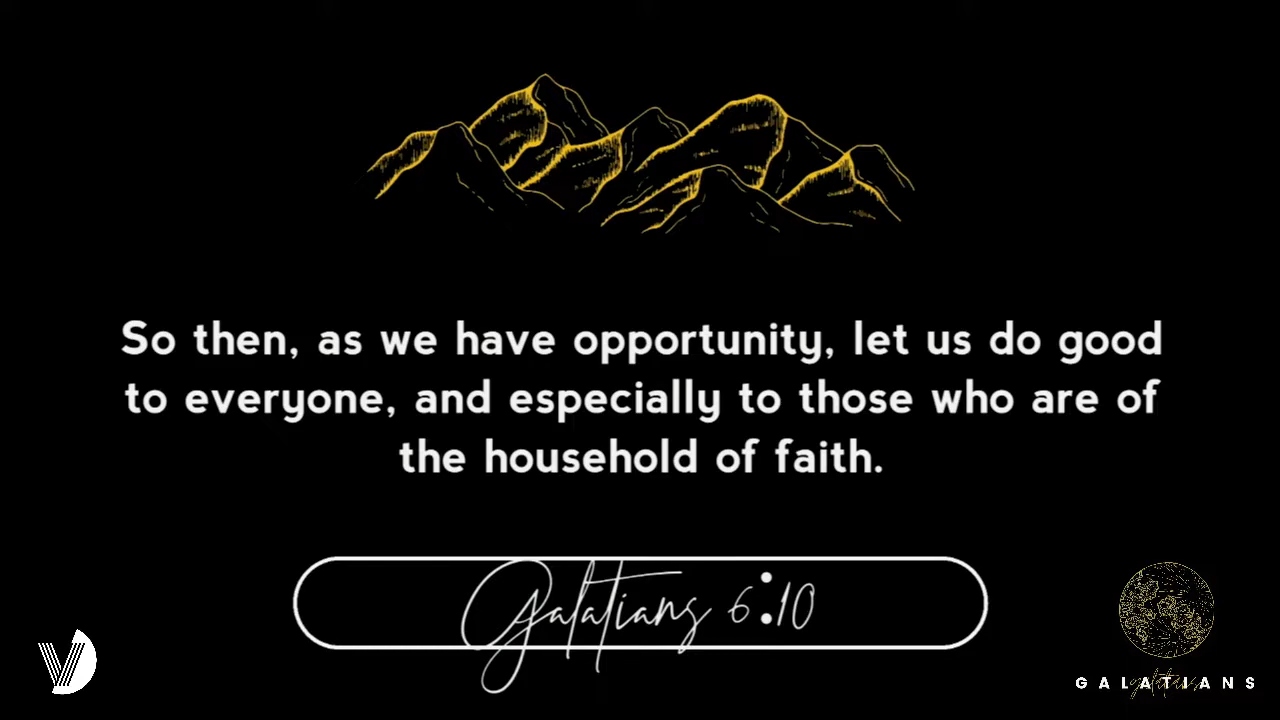 So then, as we have opportunity, let us do good
to everyone, and especially to those who are of
the household of faith.
Galatians 6:10
V
GALATIANS
galatians